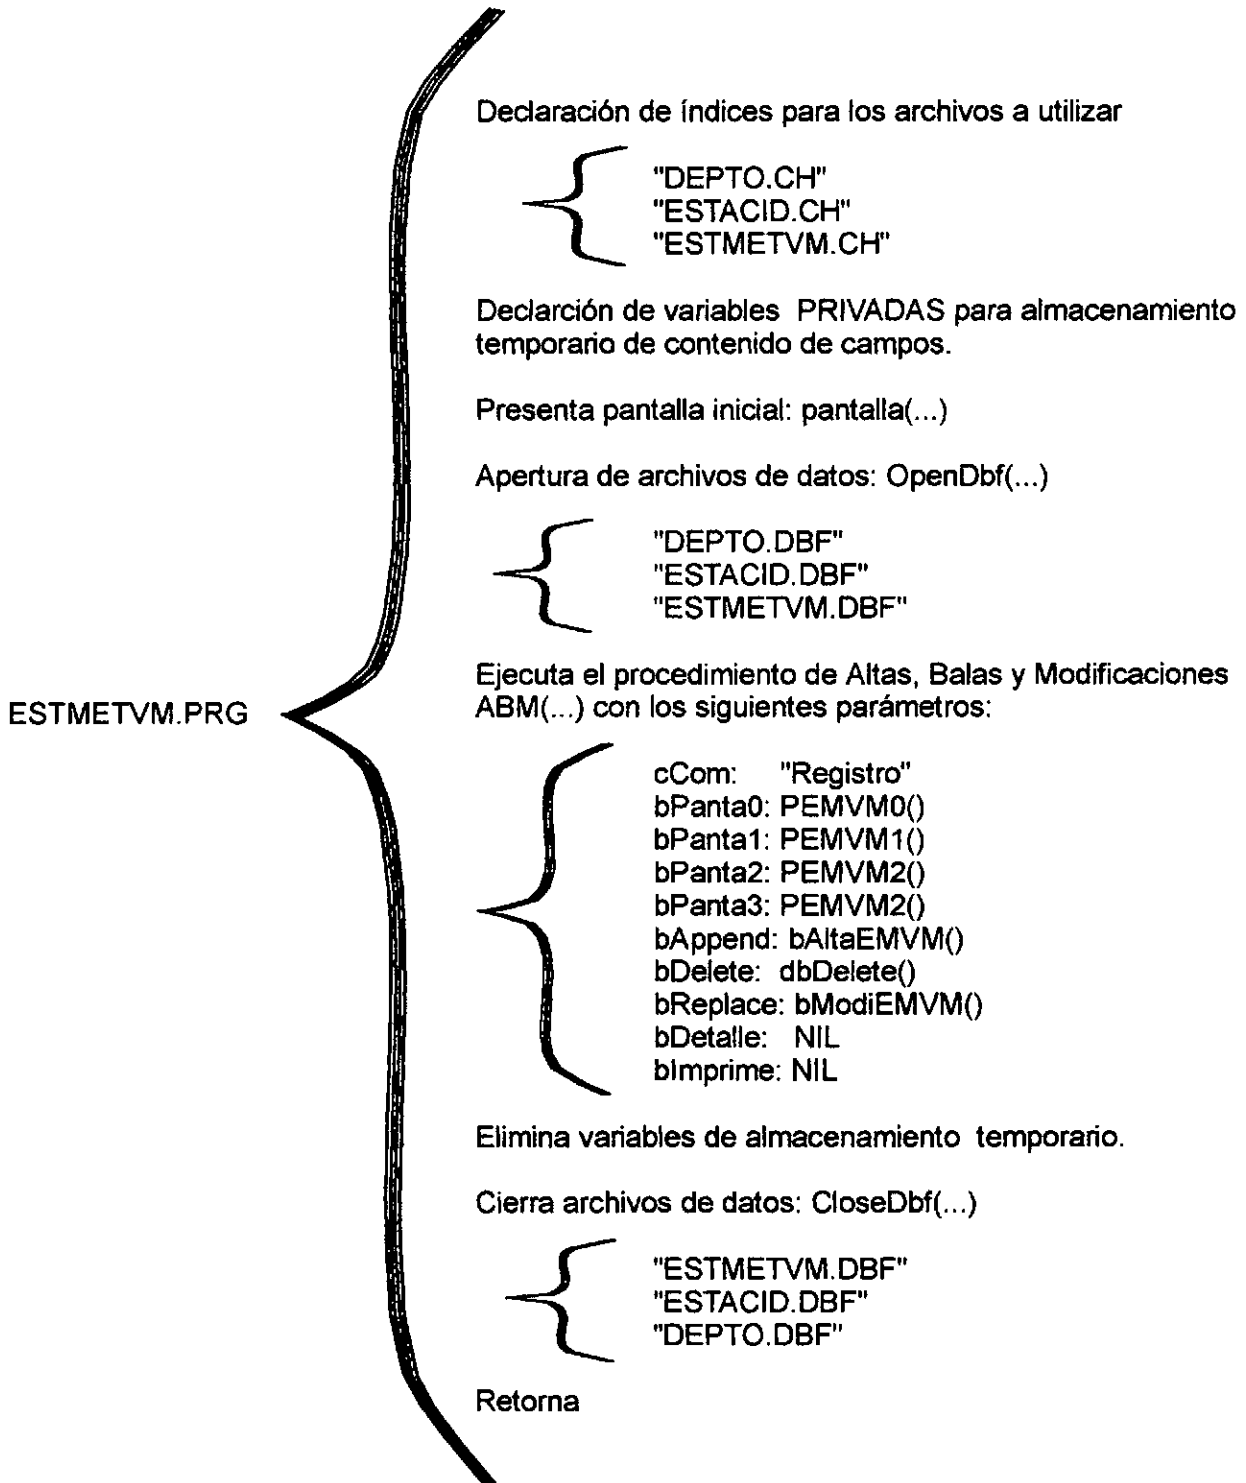 Declaración de índices para los archivos a utilizar
"DEPTO.CH"
"ESTACID.CH"
"ESTMETVM.CH"
Declarción de variables PRIVADAS para almacenamiento
temporario de contenido de campos.
Presenta pantalla inicial: pantalla(...)
Apertura de archivos de datos: OpenDbf(...)
"DEPTO.DBF"
"ESTACID.DBF"
"ESTMETVM.DBF"
Ejecuta el procedimiento de Altas, Balas y Modificaciones
ABM(...) con los siguientes parámetros:
ESTMETVM.PRG
cCom: "Registro"
bPanta0: PEMVM0()
bPanta1: PEMVM1()
bPanta2: PEMVM2()
bPanta3: PEMVM2()
bAppend: bAltaEMVM()
bDelete: dbDelete()
bReplace: bModiEMVM()
bDetalle: NIL
bImprime: NIL
Elimina variables de almacenamiento temporario.
Cierra archivos de datos: CloseDbf(...)
"ESTMETVM.DBF"
"ESTACID.DBF"
"DEPTO.DBF"
Retorna